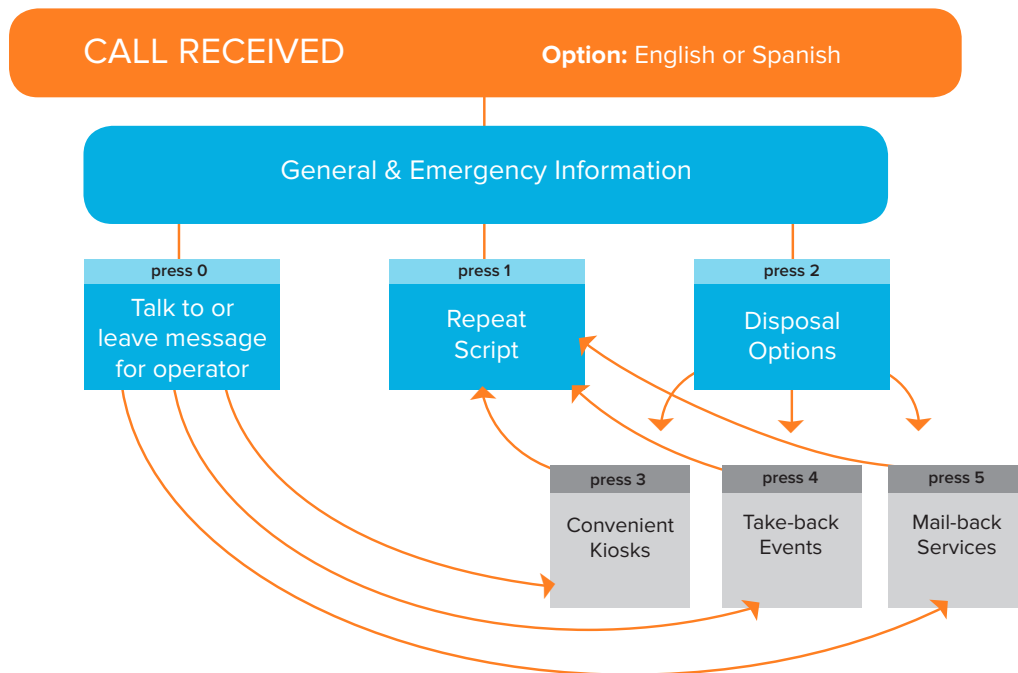 CALL RECEIVED
Option: English or Spanish
General & Emergency Information
press 0
Talk to or
leave message
for operator
press 1
Repeat
Script
press 2
Disposal
Options
press 3
Convenient
Kiosks
press 4
Take-back
Events
press 5
Mail-back
Services